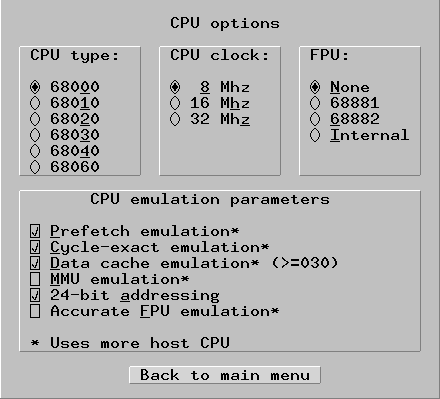 CPU options
CPU type:
68000
68010
68020
68030
68040
68060
CPU clock:
8 Mhz
16 Mhz
32 Mhz
FPU:
None
68881
68882
Internal
CPU emulation parameters
Prefetch emulation*
Cycle-exact emulation*
Data cache emulation* (>=030)
MMU emulation*
24-bit addressing
Accurate FPU emulation*
* Uses more host CPU
Back to main menu